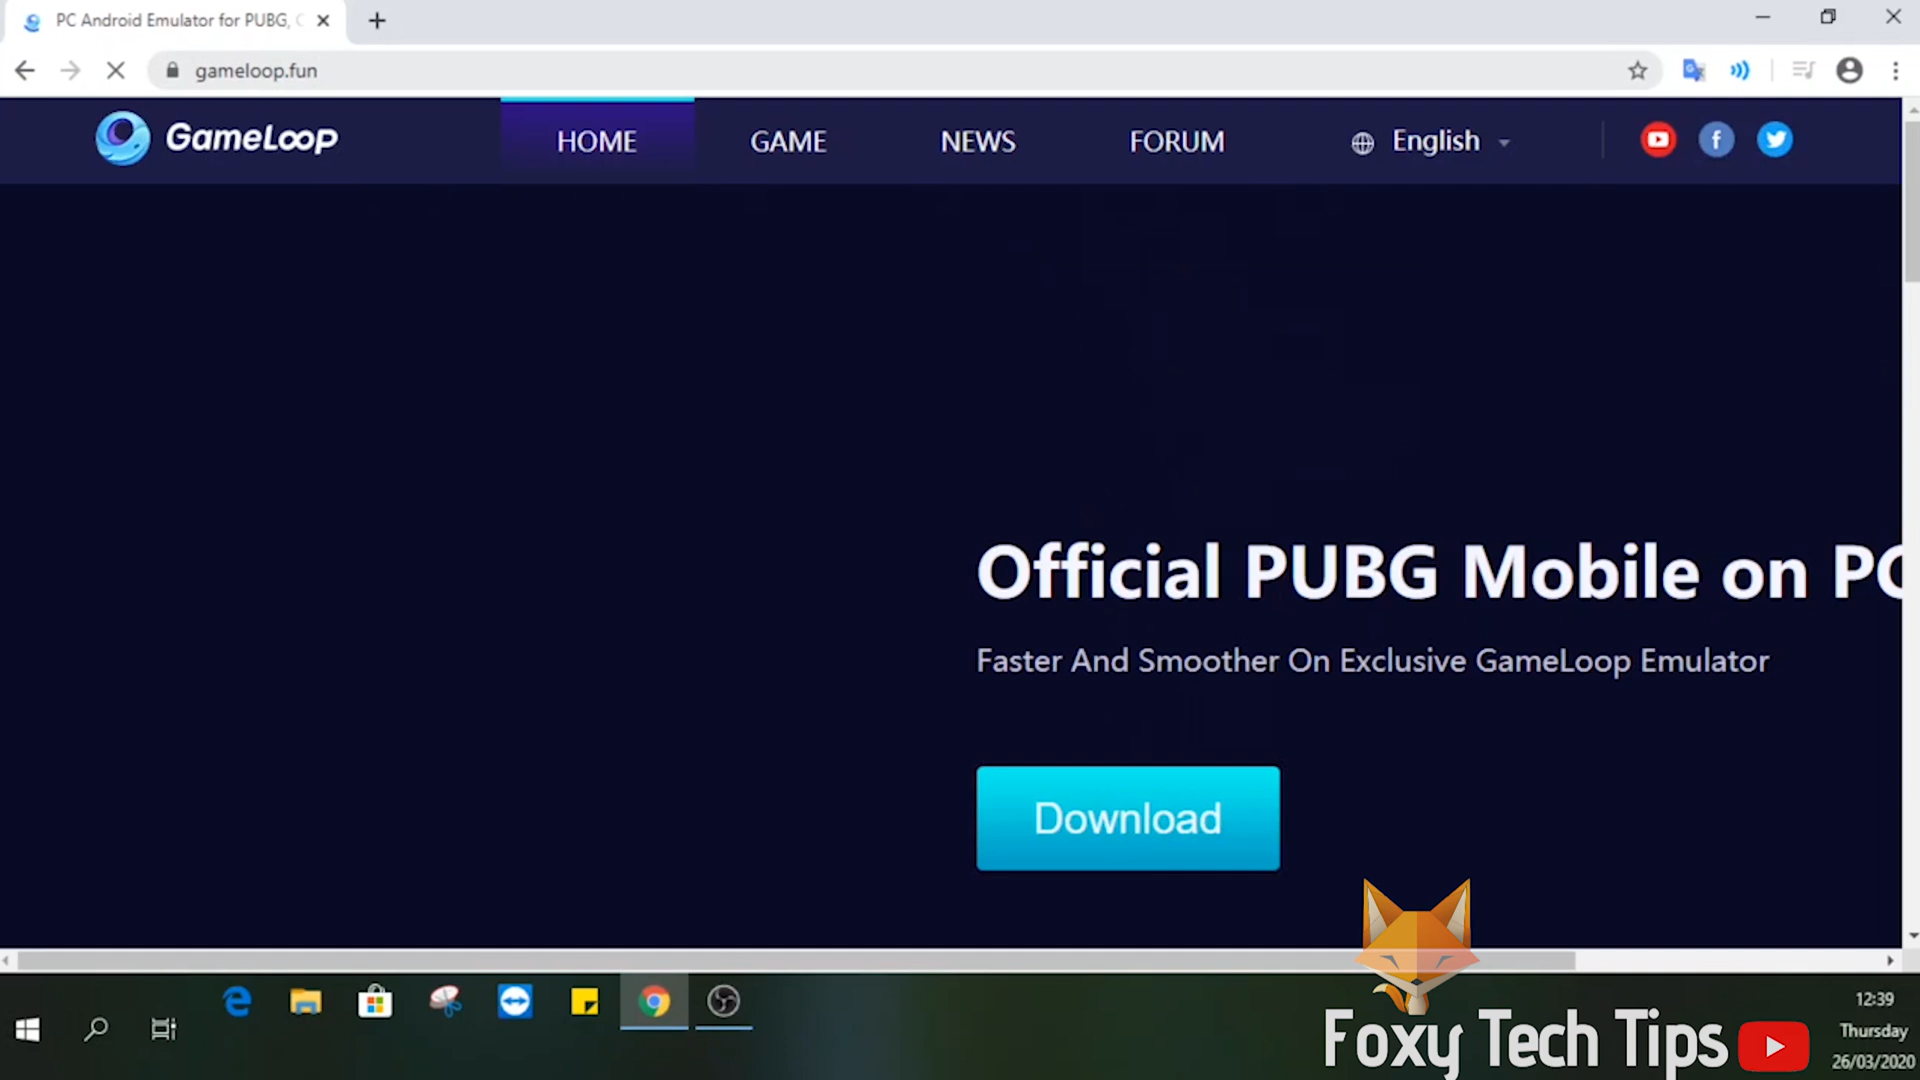 PC Android Emulator for PUBG, C
gameloop.fun
GameLoop
HOME
GAME
NEWS
FORUM
English
Official PUBG Mobile on PC
Faster And Smoother On Exclusive GameLoop Emulator
Download
12:39
Thursday
26/03/2020
Foxy Tech Tips